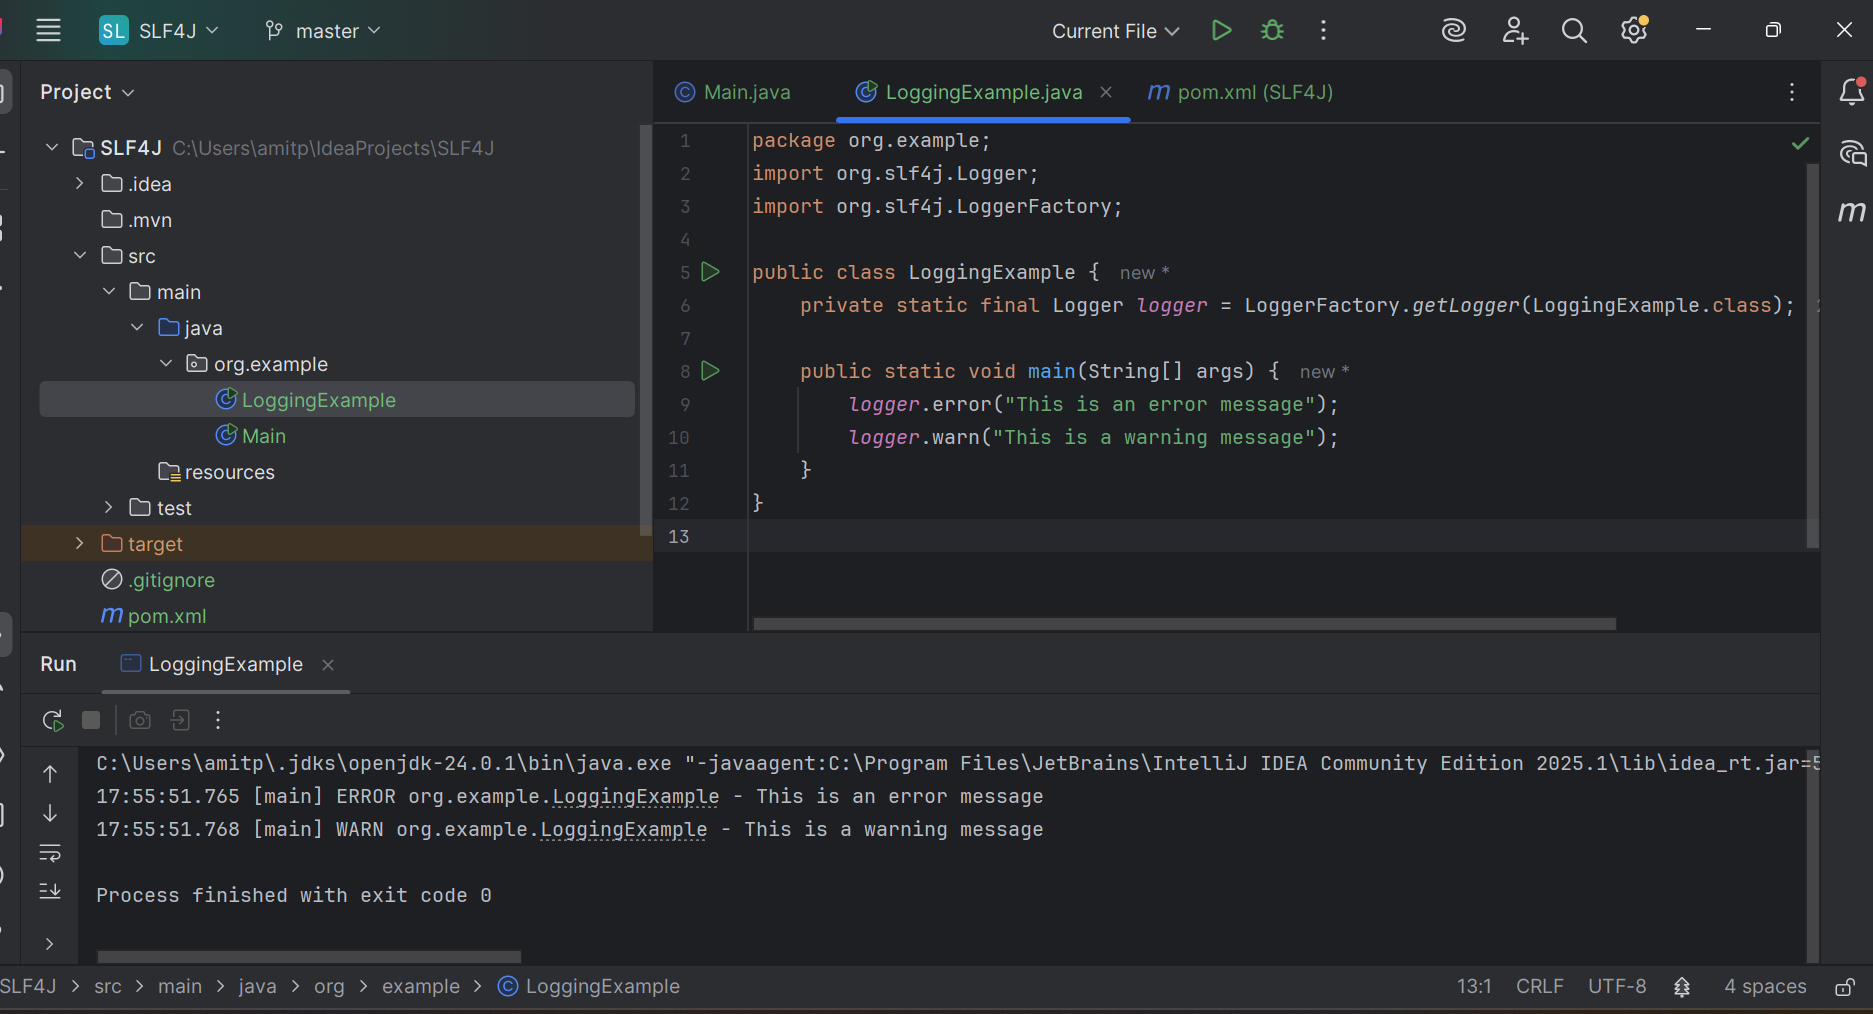 SL SLF4J master Current File
Project
Main.java LoggingExample.java m pom.xml (SLF4J)
SLF4J C:\Users\amitp\IdeaProjects\SLF4J
.idea
.mvn
src
main
java
org.example
LoggingExample
Main
resources
test
target
.gitignore
m pom.xml
1 package org.example;
2 import org.slf4j.Logger;
3 import org.slf4j.LoggerFactory;
4
5 public class LoggingExample { new *
6 private static final Logger logger = LoggerFactory.getLogger(LoggingExample.class);
7
8 public static void main(String[] args) { new *
9 logger.error("This is an error message");
10 logger.warn("This is a warning message");
11 }
12 }
13
m
Run LoggingExample
C:\Users\amitp\.jdks\openjdk-24.0.1\bin\java.exe "-javaagent:C:\Program Files\JetBrains\IntelliJ IDEA Community Edition 2025.1\lib\idea_rt.jar=5
17:55:51.765 [main] ERROR org.example.LoggingExample - This is an error message
17:55:51.768 [main] WARN org.example.LoggingExample - This is a warning message
Process finished with exit code 0
SLF4J > src > main > java > org > example > LoggingExample 13:1 CRLF UTF-8 4 spaces